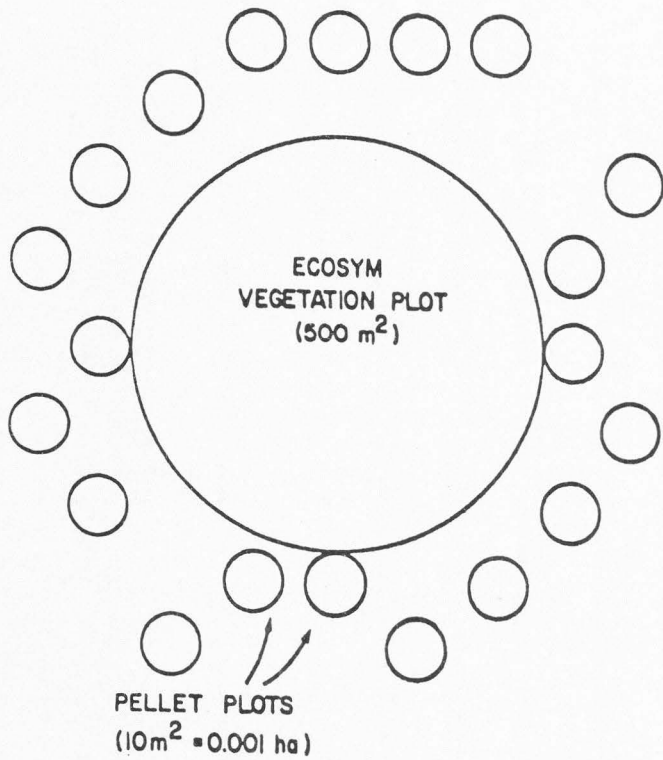 ECOSYM
VEGETATION PLOT
(500 m²)
PELLET PLOTS
(10m² = 0.001 ha)